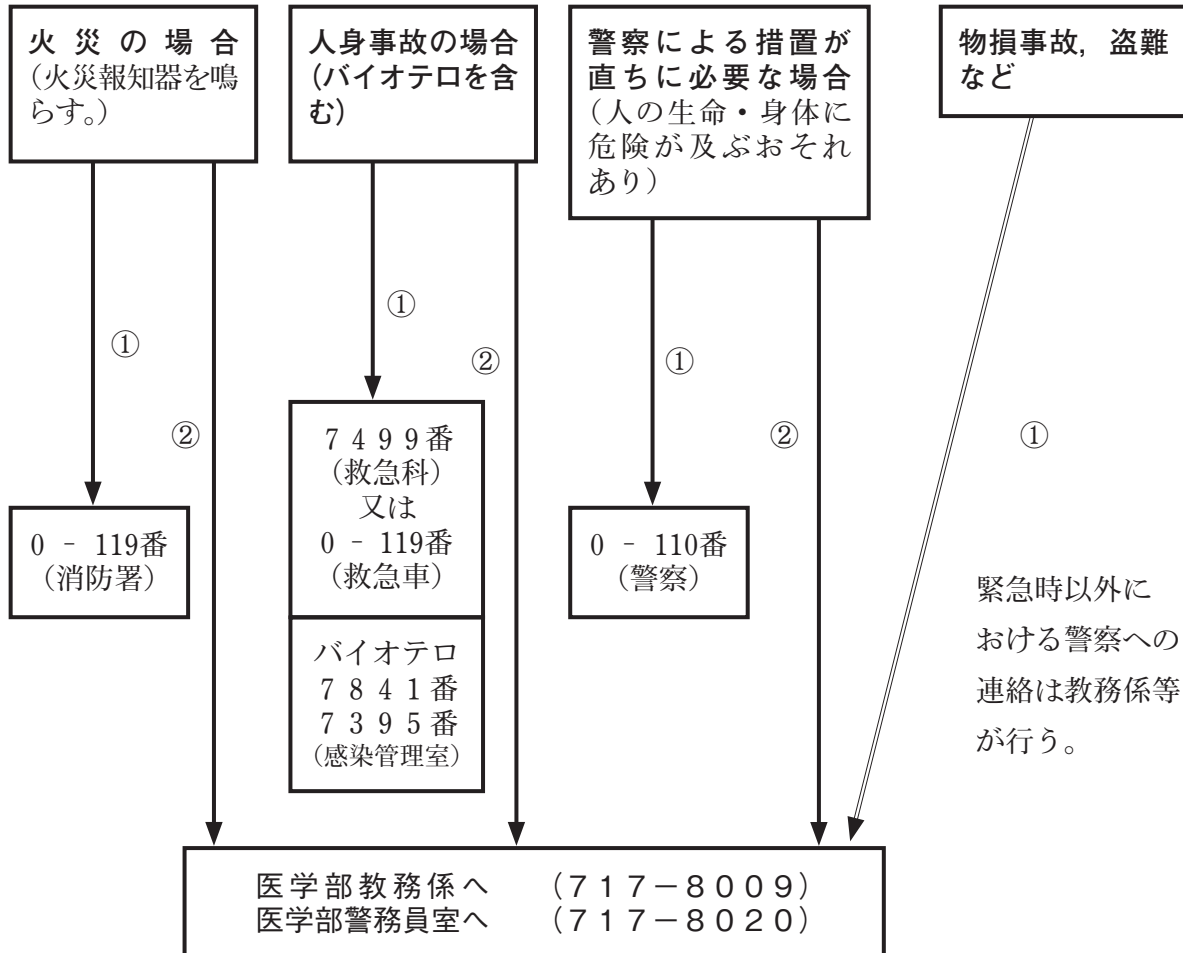 火災の場合
（火災報知器を鳴
らす。）
人身事故の場合
（バイオテロを含
む）
警察による措置が
直ちに必要な場合
（人の生命・身体に
危険が及ぶおそれ
あり）
物損事故，盗難
など
①
②
①
②
①
②
①
0 - 119番
（消防署）
7499番
（救急科）
又は
0 - 119番
（救急車）
バイオテロ
7841番
7395番
（感染管理室）
0 - 110番
（警察）
緊急時以外に
おける警察への
連絡は教務係等
が行う。
医学部教務係へ　（７１７－８００９）
医学部警務員室へ　（７１７－８０２０）